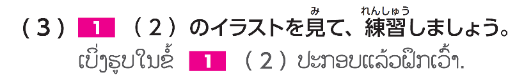 (3) 1 (2) のイラストを見て、練習しましょう。
ເບິ່ງຮູບໃນຂໍ້ 1 (2) ປະກອບແລ້ວຝຶກເວົ້າ.